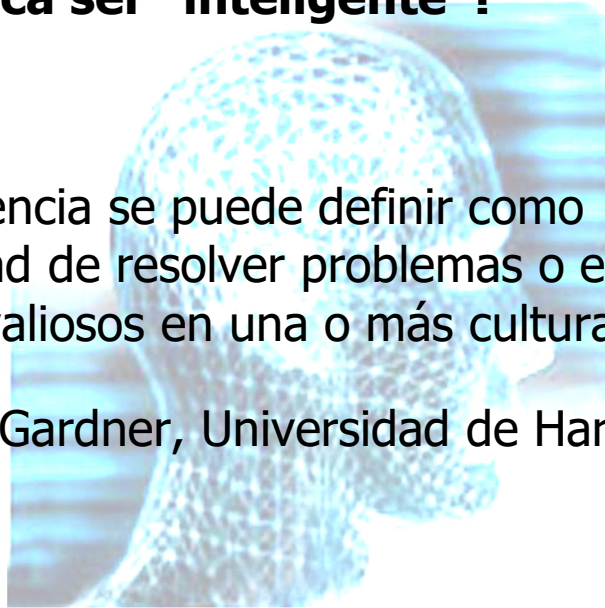 ca ser "inteligente"?
encia se puede definir como
ad de resolver problemas o e
valiosos en una o más cultura
Gardner, Universidad de Har